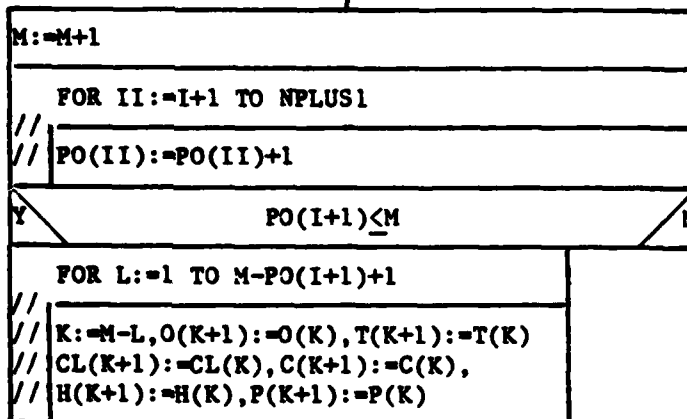 M:=M+1
FOR II:=I+1 TO NPLUS1
//
// PO(II):=PO(II)+1
Y PO(I+1)≤M
FOR L:=1 TO M-PO(I+1)+1
//
// K:=M-L,O(K+1):=O(K),T(K+1):=T(K)
// CL(K+1):=CL(K),C(K+1):=C(K),
// H(K+1):=H(K),P(K+1):=P(K)